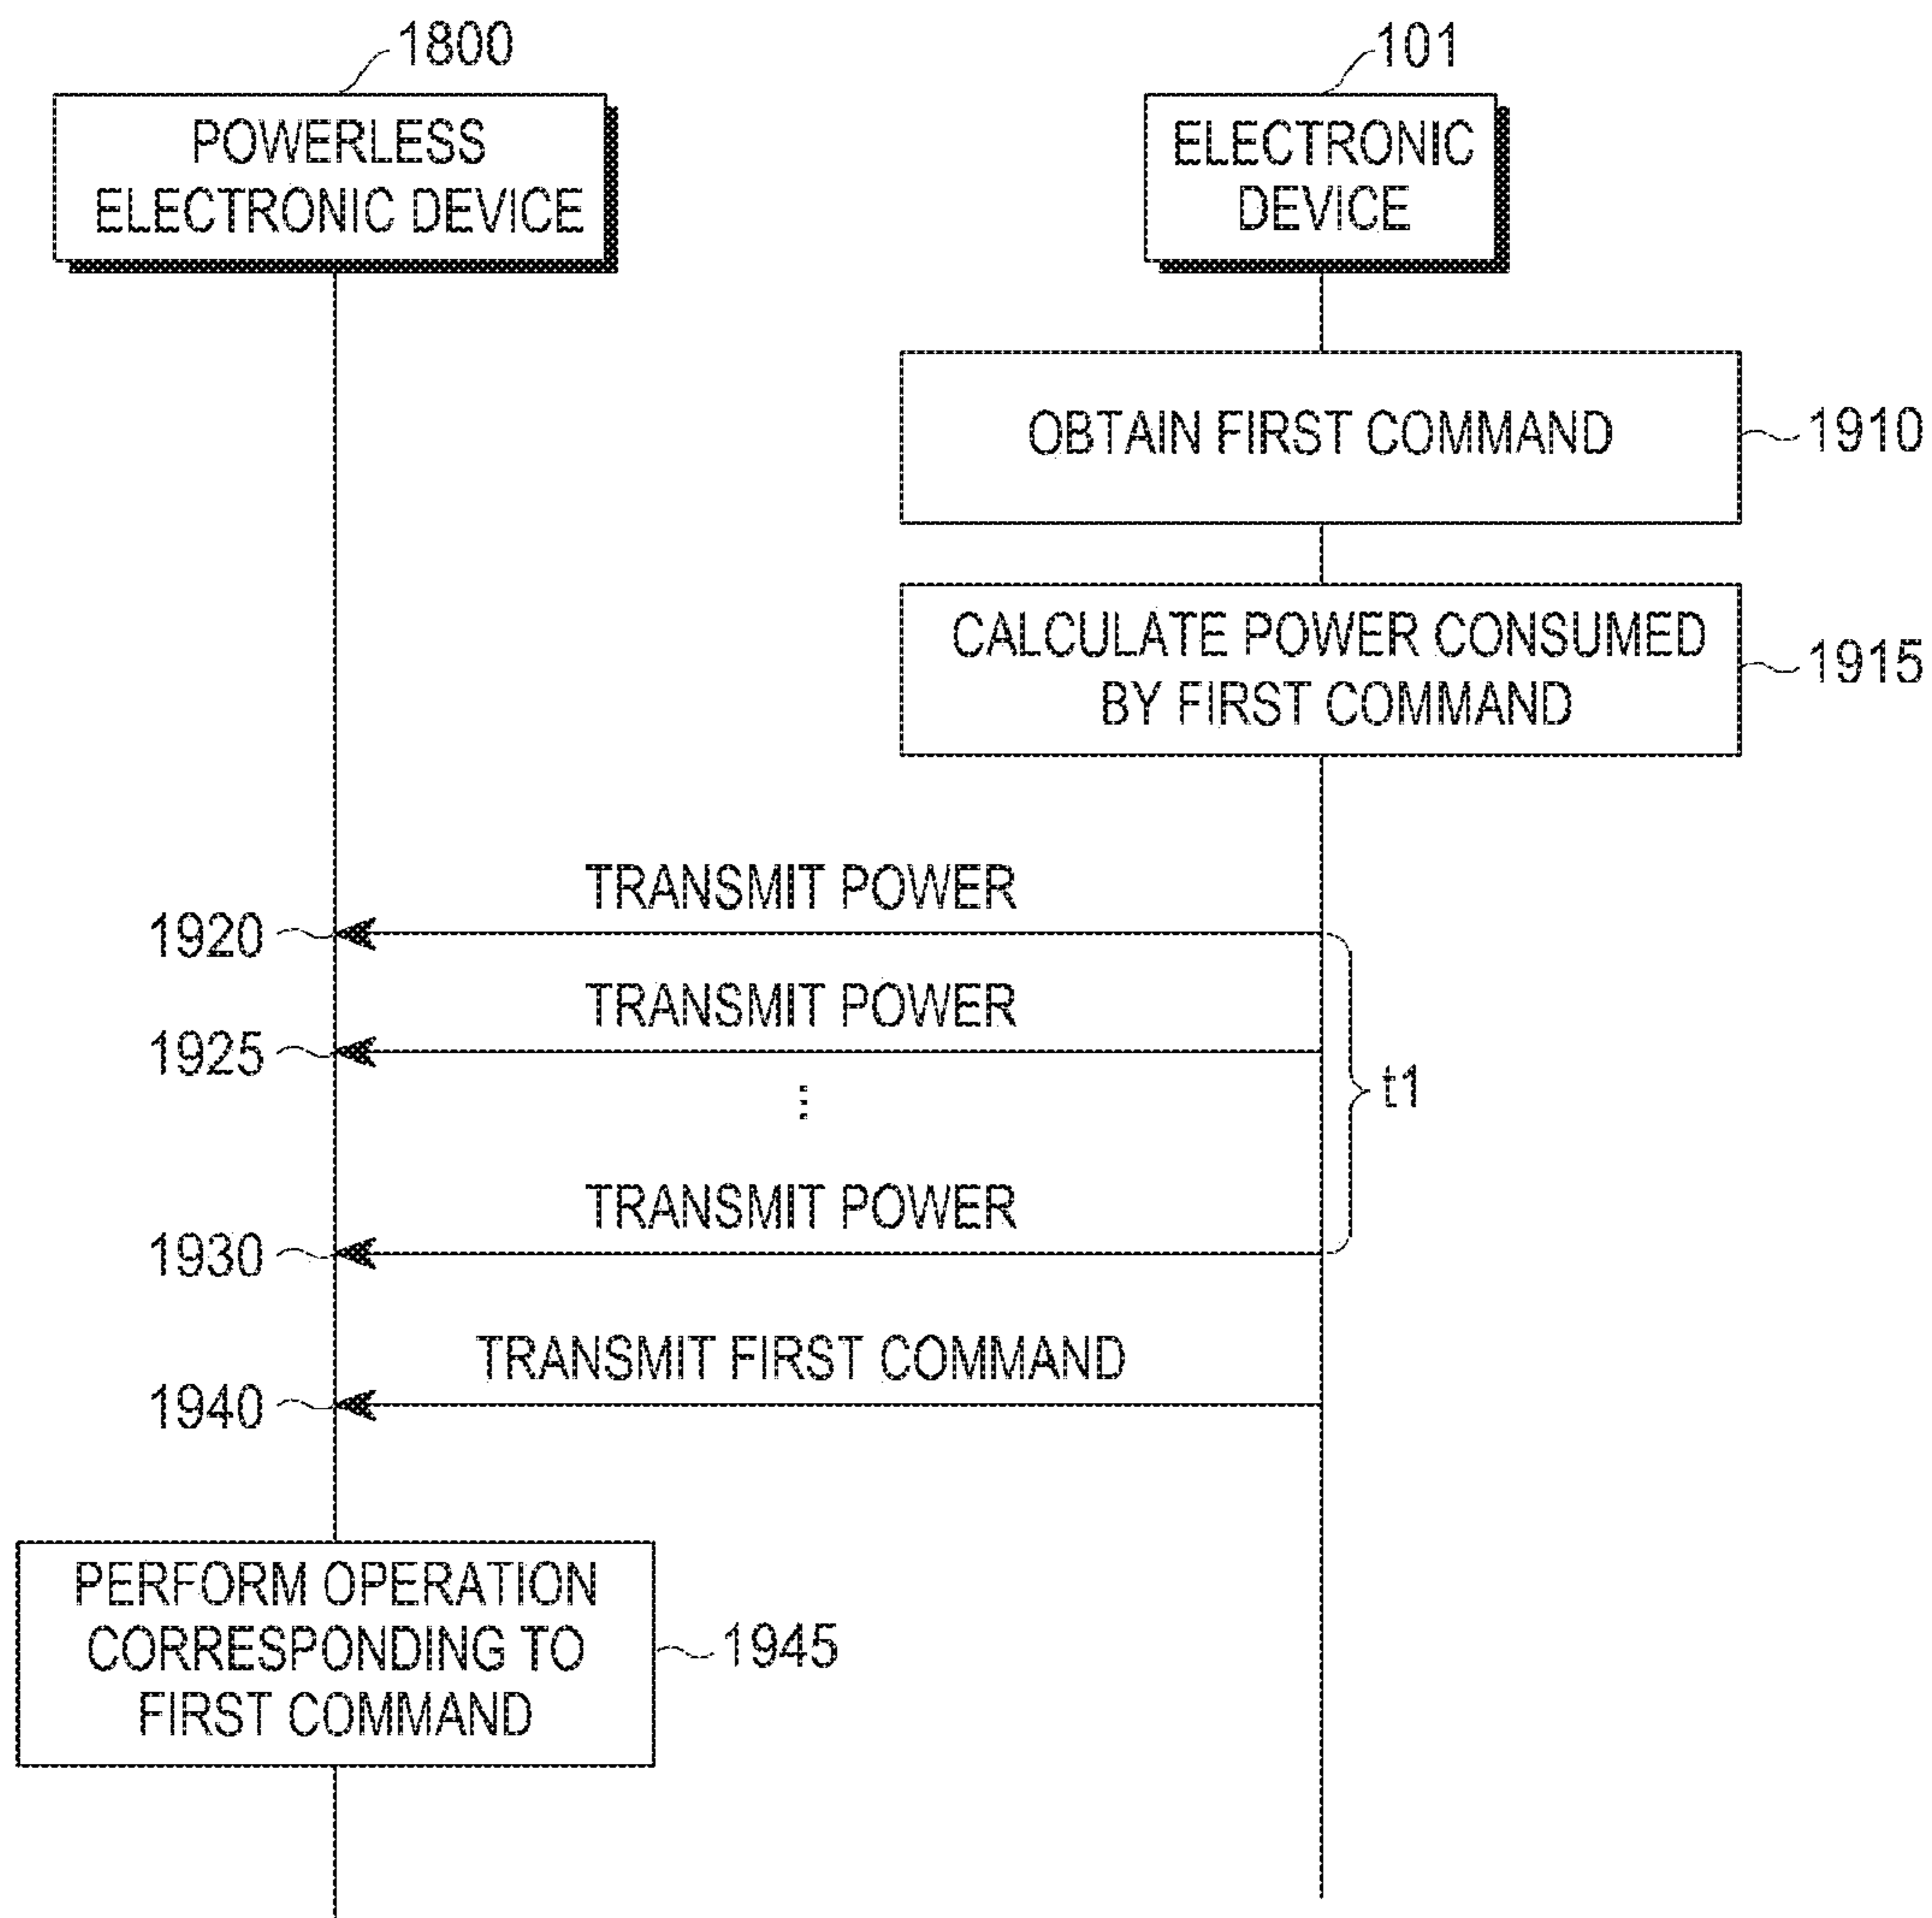 1800
101
POWERLESS
ELECTRONIC DEVICE
ELECTRONIC
DEVICE
OBTAIN FIRST COMMAND
1910
CALCULATE POWER CONSUMED
BY FIRST COMMAND
1915
TRANSMIT POWER
1920
TRANSMIT POWER
1925
t1
TRANSMIT POWER
1930
TRANSMIT FIRST COMMAND
1940
PERFORM OPERATION
CORRESPONDING TO
FIRST COMMAND
1945